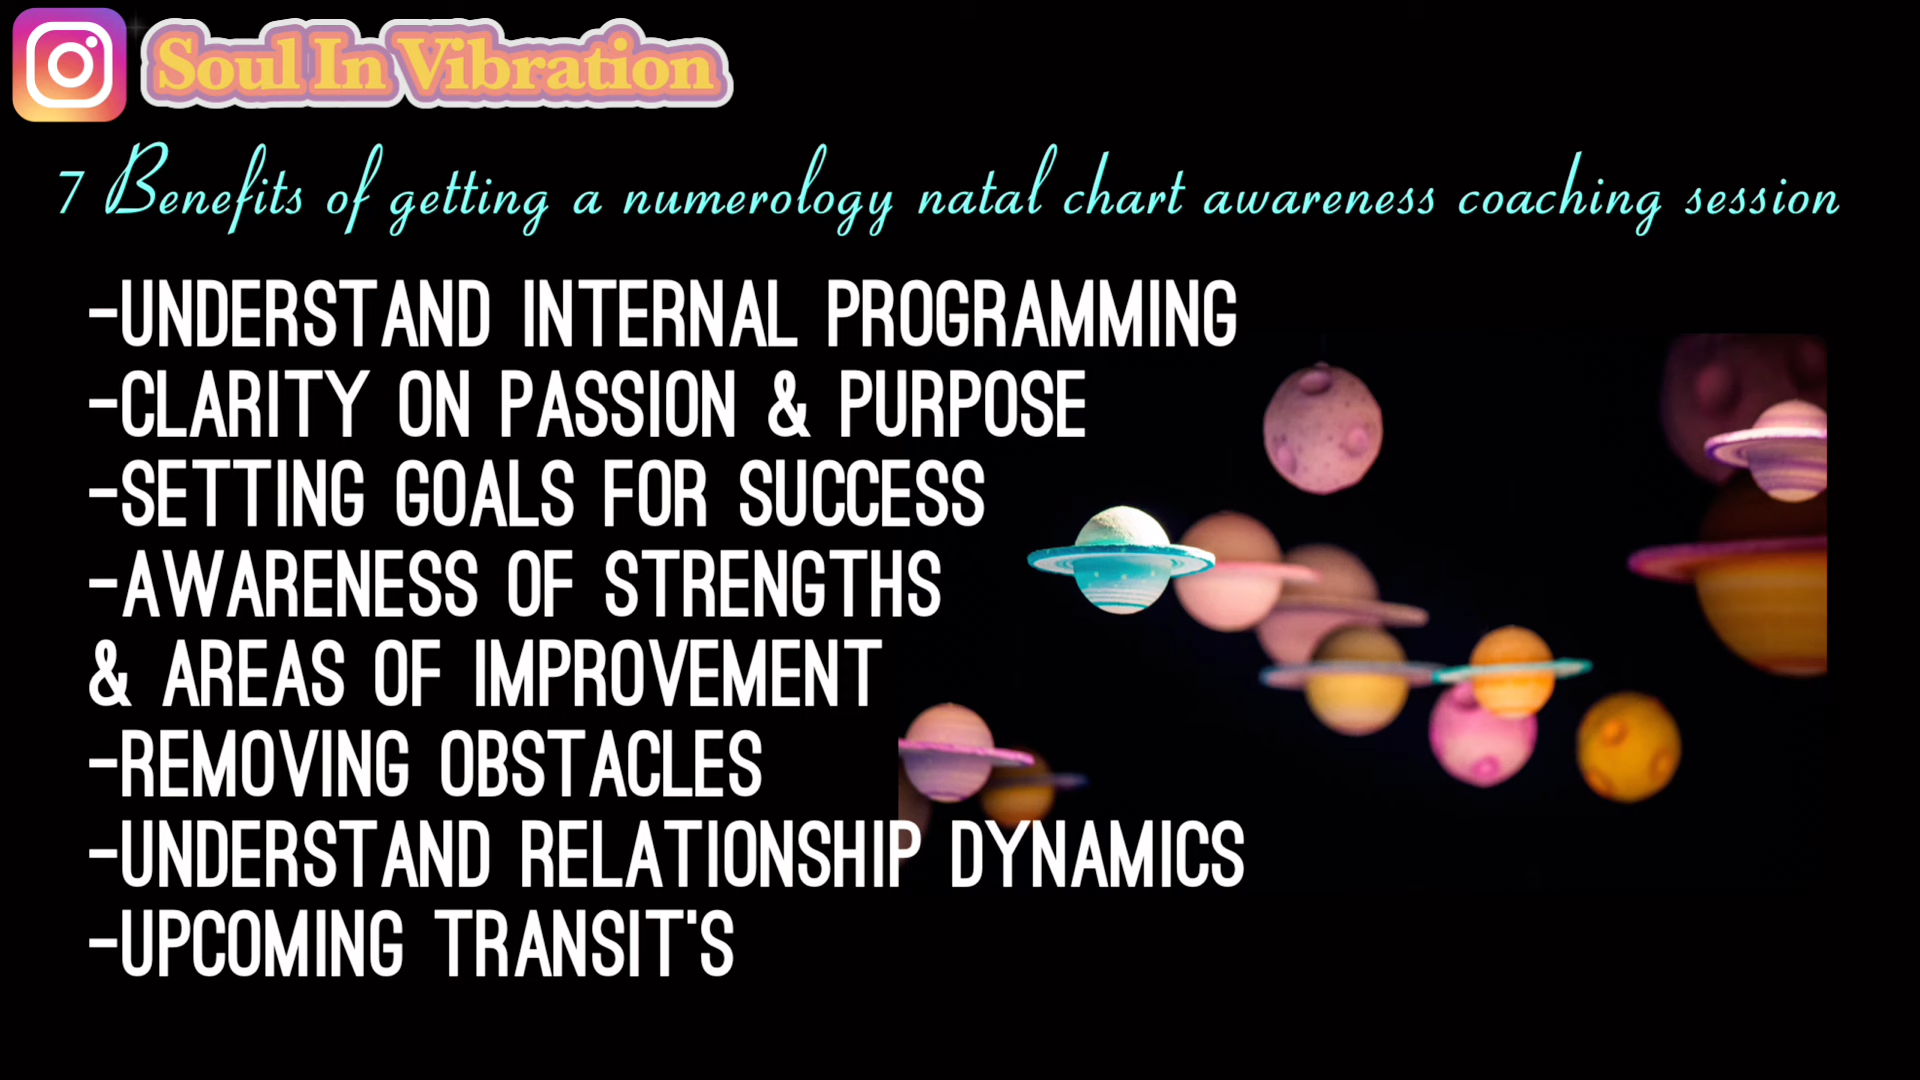 Soul In Vibration
7 Benefits of getting a numerology natal chart awareness coaching session
-UNDERSTAND INTERNAL PROGRAMMING
-CLARITY ON PASSION & PURPOSE
-SETTING GOALS FOR SUCCESS
-AWARENESS OF STRENGTHS
& AREAS OF IMPROVEMENT
-REMOVING OBSTACLES
-UNDERSTAND RELATIONSHIP DYNAMICS
-UPCOMING TRANSIT'S